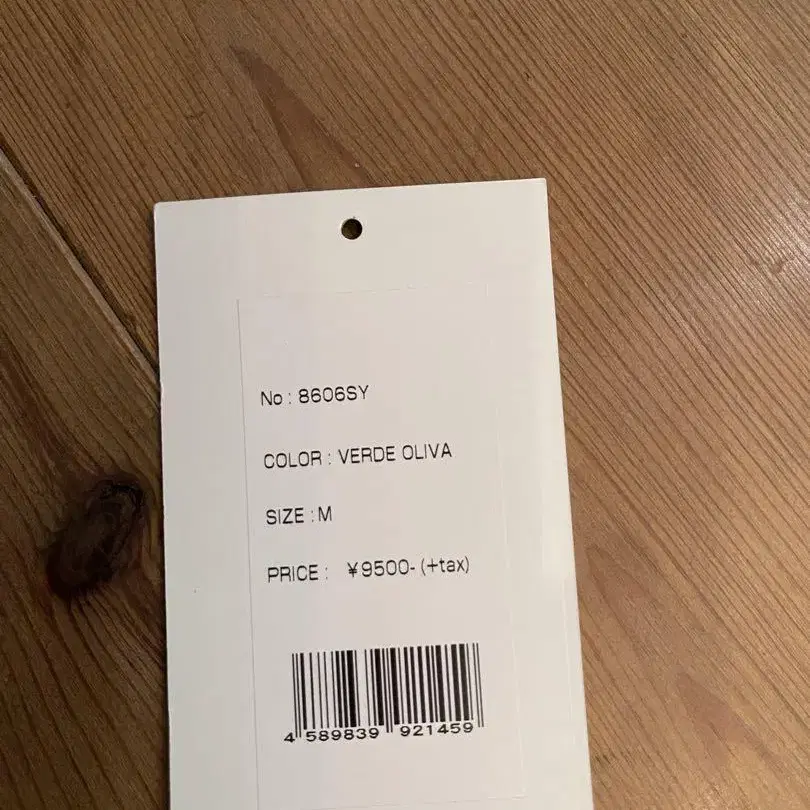 No : 8606SY
COLOR : VERDE OLIVA
SIZE : M
PRICE : ¥9500- (+tax)
4 589839 921459